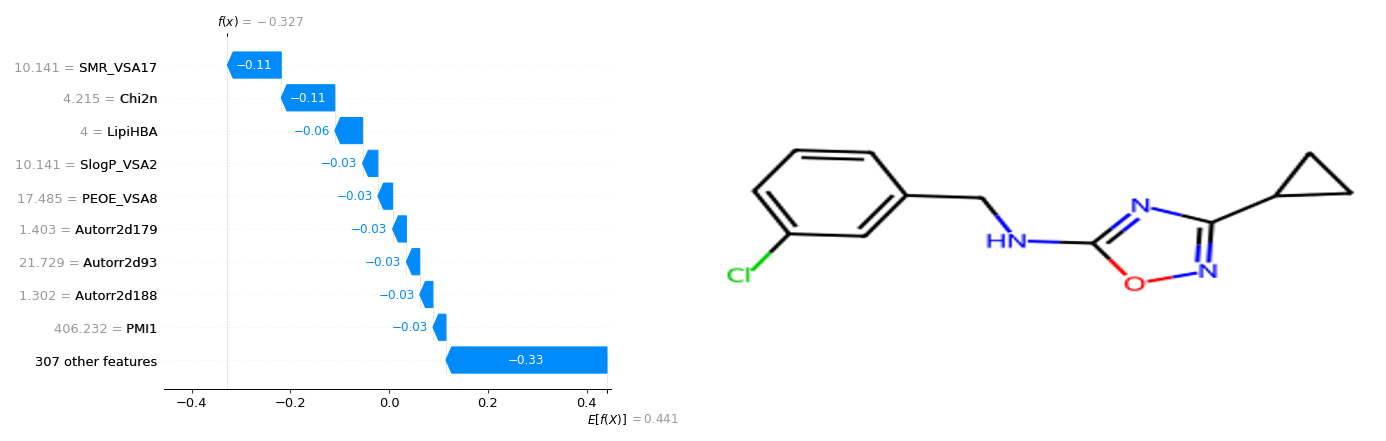 f(x) = −0.327
10.141 = SMR_VSA17
−0.11
4.215 = Chi2n
−0.11
4 = LipiHBA
−0.06
10.141 = SlogP_VSA2
−0.03
17.485 = PEOE_VSA8
−0.03
1.403 = Autorr2d179
−0.03
21.729 = Autorr2d93
−0.03
1.302 = Autorr2d188
−0.03
406.232 = PMI1
−0.03
307 other features
−0.33
−0.4 −0.2 0.0 0.2 0.4
E[f(X)] = 0.441
N
HN
N
O
Cl